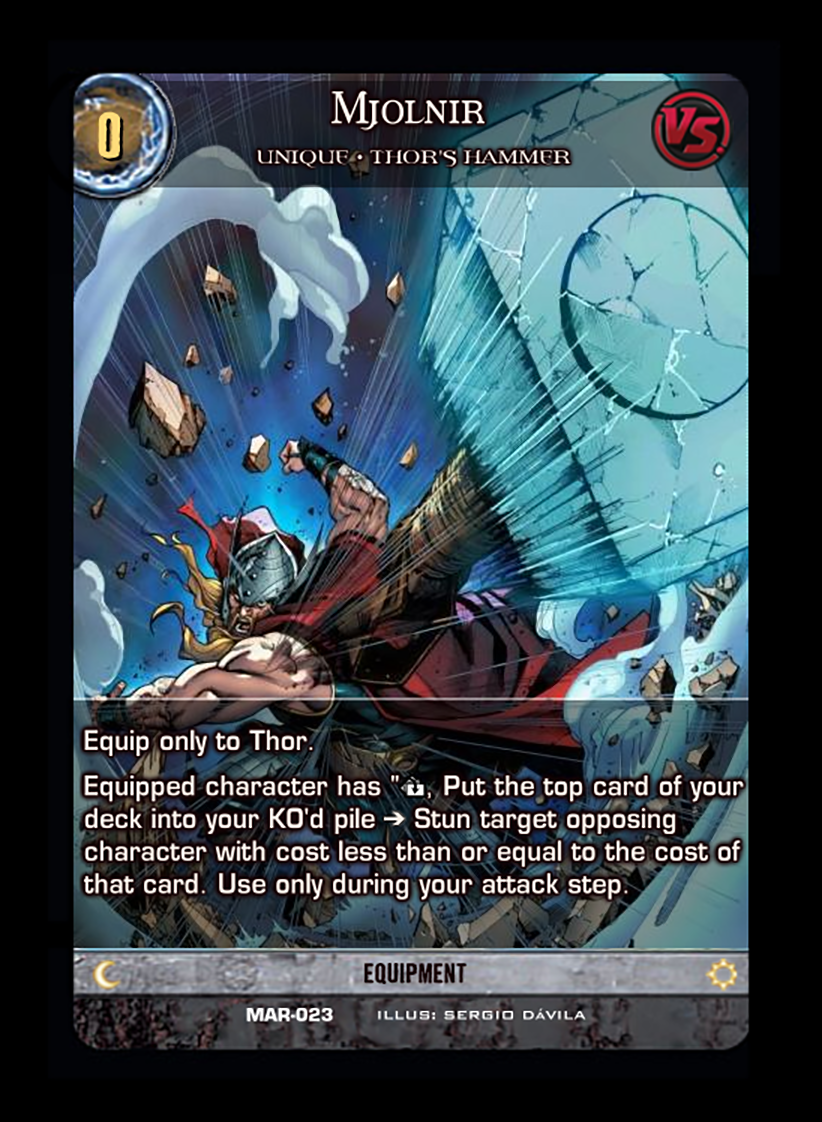 0
MJOLNIR
VS.
UNIQUE • THOR'S HAMMER
Equip only to Thor.
Equipped character has " , Put the top card of your
deck into your KO'd pile ➔ Stun target opposing
character with cost less than or equal to the cost of
that card. Use only during your attack step.
EQUIPMENT
MAR-023 ILLUS: SERGIO DÁVILA